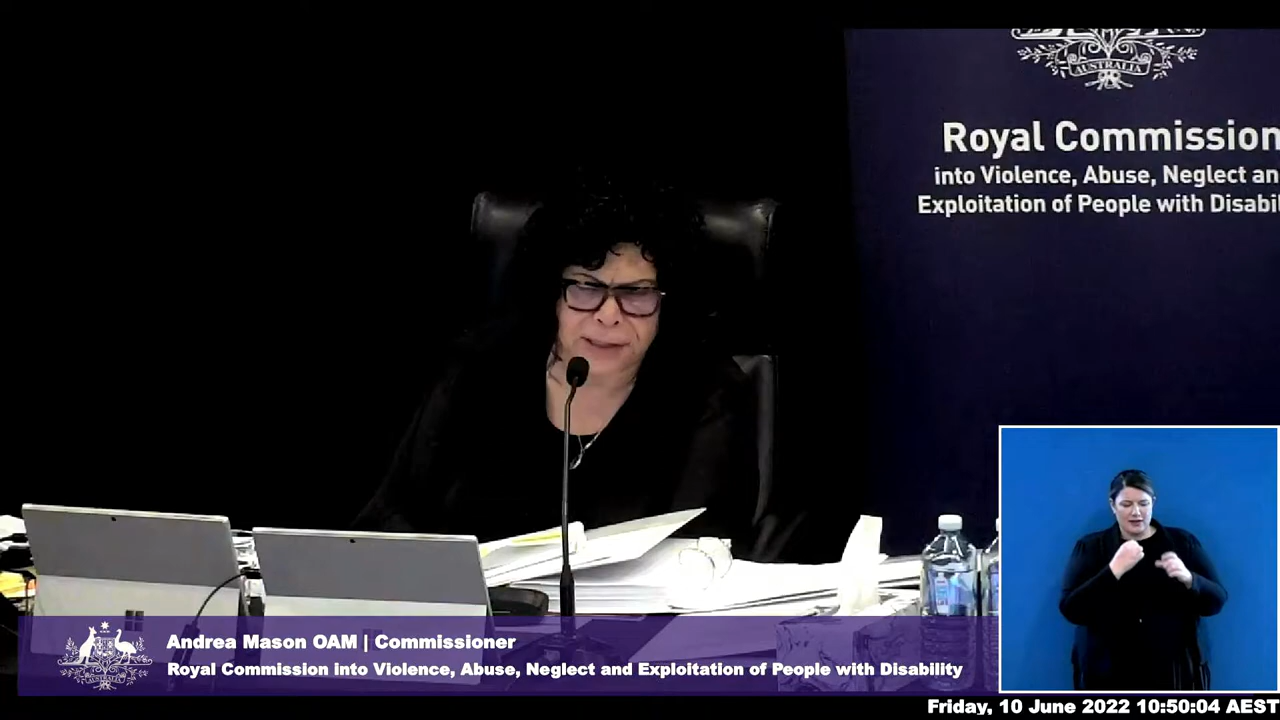 AUSTRALIA
Royal Commission
into Violence, Abuse, Neglect an
Exploitation of People with Disabil
Andrea Mason OAM | Commissioner
Royal Commission into Violence, Abuse, Neglect and Exploitation of People with Disability
Friday, 10 June 2022 10:50:04 AEST